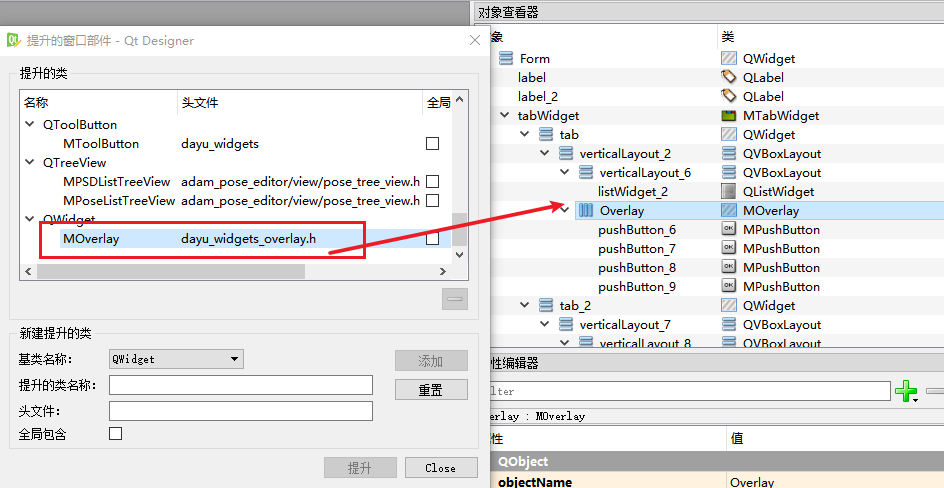 提升的窗口部件 - Qt Designer
提升的类
名称 头文件 全局
QToolButton
MToolButton dayu_widgets
QTreeView
MPSDListTreeView adam_pose_editor/view/pose_tree_view.h
MPoseListTreeView adam_pose_editor/view/pose_tree_view.h
QWidget
MOverlay dayu_widgets_overlay.h
新建提升的类
基类名称： QWidget 添加
提升的类名称： 重置
头文件：
全局包含
提升 Close
对象查看器
象 类
Form QWidget
label QLabel
label_2 QLabel
tabWidget MTabWidget
tab QWidget
verticalLayout_2 QVBoxLayout
verticalLayout_6 QVBoxLayout
listWidget_2 QListWidget
Overlay MOverlay
pushButton_6 MPushButton
pushButton_7 MPushButton
pushButton_8 MPushButton
pushButton_9 MPushButton
tab_2 QWidget
verticalLayout_7 QVBoxLayout
verticalLayout_8 QVBoxLayout
性编辑器
lter
erlay : MOverlay
性 值
QObject
objectName Overlay